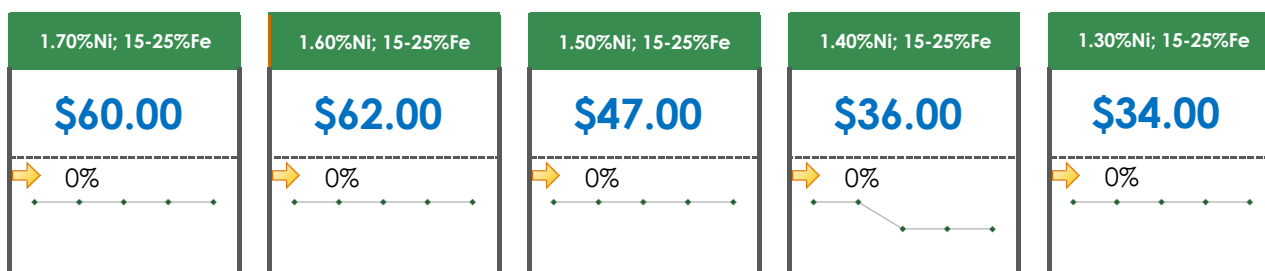 1.70%Ni; 15-25%Fe
$60.00
0%
1.60%Ni; 15-25%Fe
$62.00
0%
1.50%Ni; 15-25%Fe
$47.00
0%
1.40%Ni; 15-25%Fe
$36.00
0%
1.30%Ni; 15-25%Fe
$34.00
0%